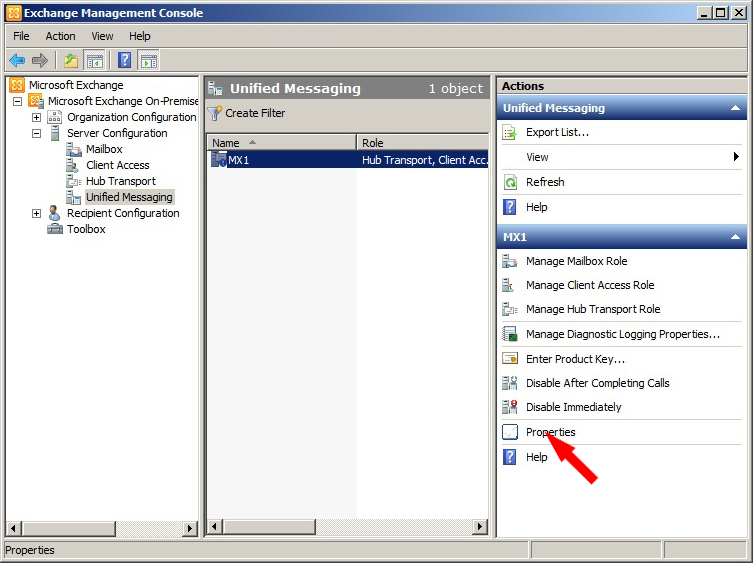 Exchange Management Console
File Action View Help
Microsoft Exchange
Microsoft Exchange On-Premise
Organization Configuration
Server Configuration
Mailbox
Client Access
Hub Transport
Unified Messaging
Recipient Configuration
Toolbox
Unified Messaging 1 object
Create Filter
Name Role
MX1 Hub Transport, Client Acc...
Actions
Unified Messaging
Export List...
View
Refresh
Help
MX1
Manage Mailbox Role
Manage Client Access Role
Manage Hub Transport Role
Manage Diagnostic Logging Properties...
Enter Product Key...
Disable After Completing Calls
Disable Immediately
Properties
Help
Properties